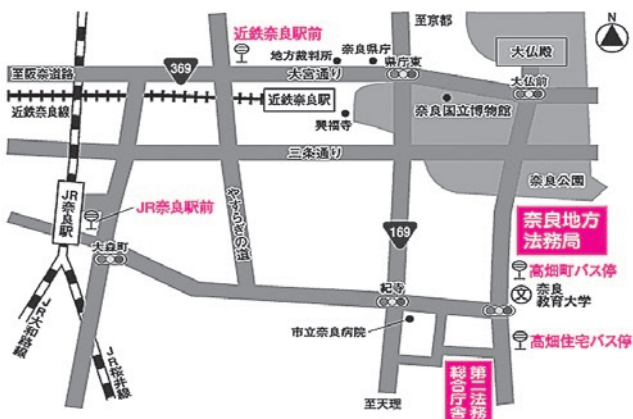 至京都
N
近鉄奈良駅前
地方裁判所
奈良県庁
県庁東
大仏殿
至阪奈道路
369
大宮通り
大仏前
近鉄奈良線
近鉄奈良駅
奈良国立博物館
興福寺
三条通り
奈良公園
JR奈良駅
JR奈良駅前
やすらぎの道
169
奈良地方
法務局
大森町
高畑町バス停
文
奈良
教育大学
紀寺
市立奈良病院
高畑住宅バス停
JR大和路線
JR桜井線
第二法務
総合庁舎
至天理